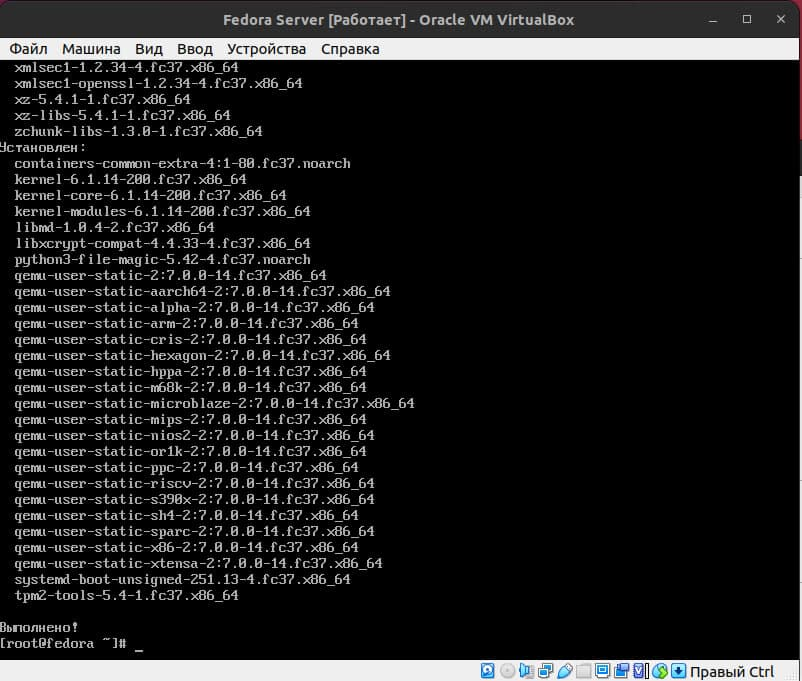 Fedora Server [Работает] - Oracle VM VirtualBox
Файл Машина Вид Ввод Устройства Справка
xmlsec1-1.2.34-4.fc37.x86_64
xmlsec1-openssl-1.2.34-4.fc37.x86_64
xz-5.4.1-1.fc37.x86_64
xz-libs-5.4.1-1.fc37.x86_64
zchunk-libs-1.3.0-1.fc37.x86_64
Установлен:
containers-common-extra-4:1-80.fc37.noarch
kernel-6.1.14-200.fc37.x86_64
kernel-core-6.1.14-200.fc37.x86_64
kernel-modules-6.1.14-200.fc37.x86_64
libmd-1.0.4-2.fc37.x86_64
libxcrypt-compat-4.4.33-4.fc37.x86_64
python3-file-magic-5.42-4.fc37.noarch
qemu-user-static-2:7.0.0-14.fc37.x86_64
qemu-user-static-aarch64-2:7.0.0-14.fc37.x86_64
qemu-user-static-alpha-2:7.0.0-14.fc37.x86_64
qemu-user-static-arm-2:7.0.0-14.fc37.x86_64
qemu-user-static-cris-2:7.0.0-14.fc37.x86_64
qemu-user-static-hexagon-2:7.0.0-14.fc37.x86_64
qemu-user-static-hppa-2:7.0.0-14.fc37.x86_64
qemu-user-static-m68k-2:7.0.0-14.fc37.x86_64
qemu-user-static-microblaze-2:7.0.0-14.fc37.x86_64
qemu-user-static-mips-2:7.0.0-14.fc37.x86_64
qemu-user-static-nios2-2:7.0.0-14.fc37.x86_64
qemu-user-static-or1k-2:7.0.0-14.fc37.x86_64
qemu-user-static-ppc-2:7.0.0-14.fc37.x86_64
qemu-user-static-riscv-2:7.0.0-14.fc37.x86_64
qemu-user-static-s390x-2:7.0.0-14.fc37.x86_64
qemu-user-static-sh4-2:7.0.0-14.fc37.x86_64
qemu-user-static-sparc-2:7.0.0-14.fc37.x86_64
qemu-user-static-x86-2:7.0.0-14.fc37.x86_64
qemu-user-static-xtensa-2:7.0.0-14.fc37.x86_64
systemd-boot-unsigned-251.13-4.fc37.x86_64
tpm2-tools-5.4-1.fc37.x86_64
Выполнено!
[root@fedora ~]# _
Правый Ctrl